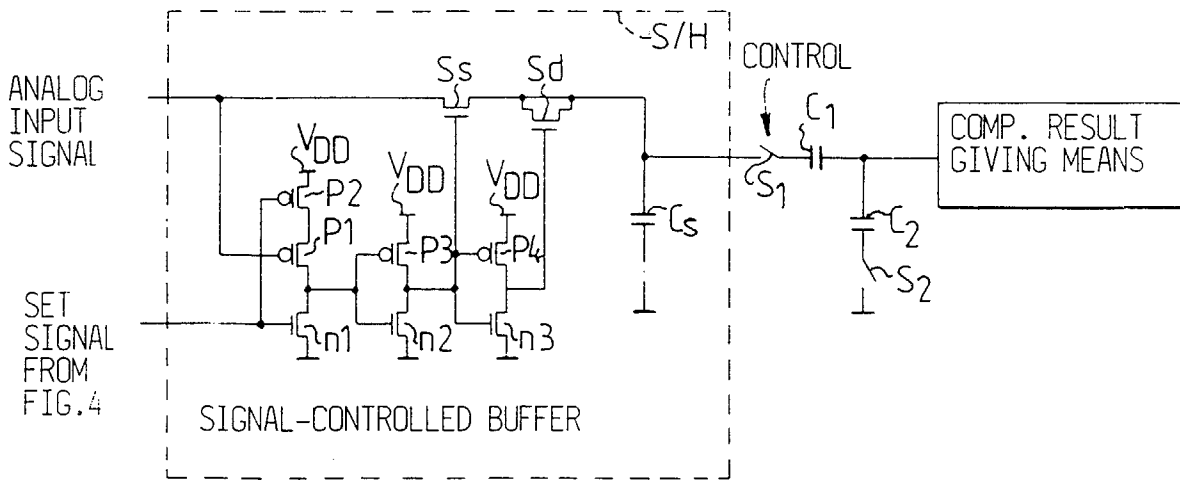 S/H
Ss
Sd
CONTROL
ANALOG
INPUT
SIGNAL
VDD
P2
P1
VDD
P3
VDD
P4
Cs
S1
C1
COMP. RESULT
GIVING MEANS
C2
S2
SET
SIGNAL
FROM
FIG.4
n1
n2
n3
SIGNAL-CONTROLLED BUFFER